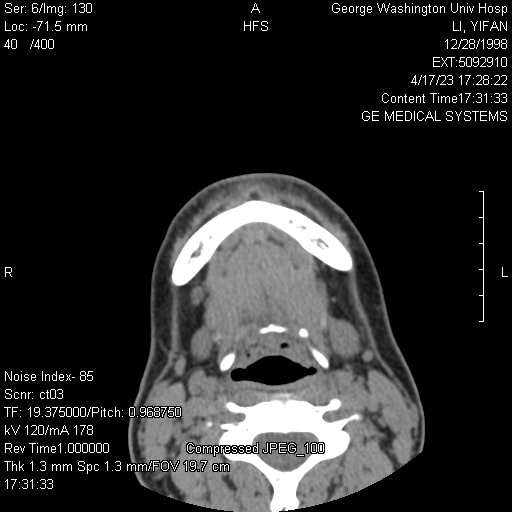 Ser: 6/Img: 130
Loc: -71.5 mm
40 /400
A
HFS
George Washington Univ Hosp
LI, YIFAN
12/28/1998
EXT:5092910
4/17/23 17:28:22
Content Time17:31:33
GE MEDICAL SYSTEMS
R
L
Noise Index- 85
Scnr: ct03
TF: 19.375000/Pitch: 0.968750
kV 120/mA 178
Rev Time1.000000
Compressed JPEG_100
Thk 1.3 mm Spc 1.3 mm/FOV 19.7 cm
17:31:33